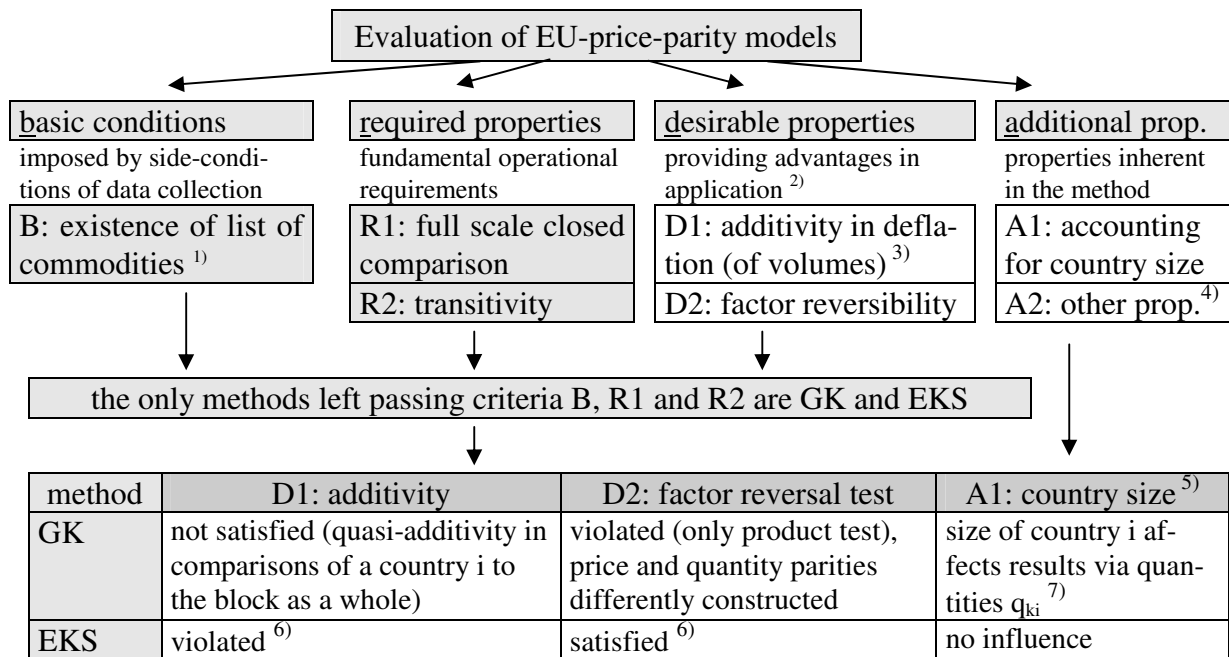 Evaluation of EU-price-parity models
basic conditions
imposed by side-condi-
tions of data collection
B: existence of list of
commodities 1)
required properties
fundamental operational
requirements
R1: full scale closed
comparison
R2: transitivity
desirable properties
providing advantages in
application 2)
D1: additivity in defla-
tion (of volumes) 3)
D2: factor reversibility
additional prop.
properties inherent
in the method
A1: accounting
for country size
A2: other prop. 4)
the only methods left passing criteria B, R1 and R2 are GK and EKS
method
D1: additivity
D2: factor reversal test
A1: country size 5)
GK
not satisfied (quasi-additivity in
comparisons of a country i to
the block as a whole)
violated (only product test),
price and quantity parities
differently constructed
size of country i af-
fects results via quan-
tities qki 7)
EKS
violated 6)
satisfied 6)
no influence